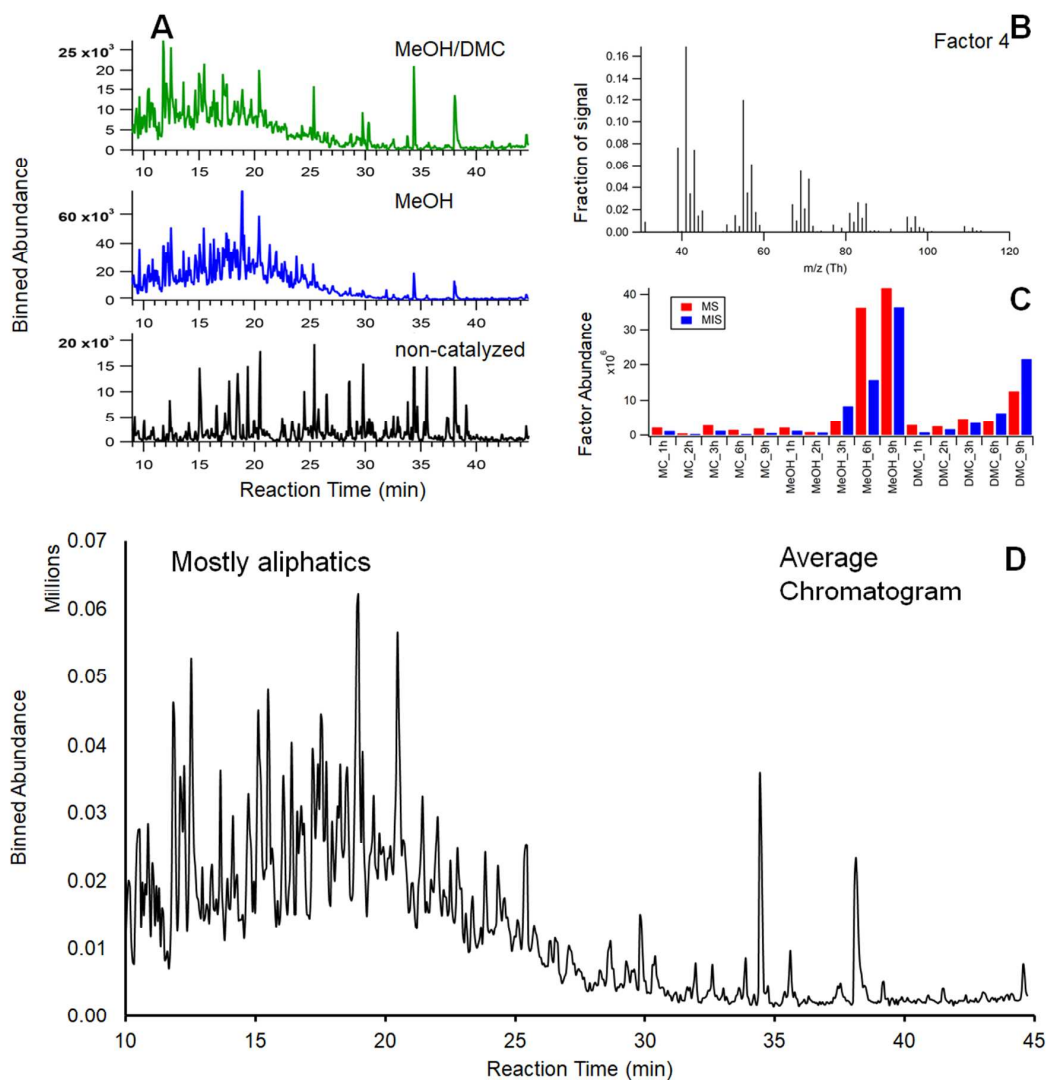 A
MeOH/DMC
25 x10³
20
15
10
5
0
10 15 20 25 30 35 40
MeOH
60 x10³
40
20
0
10 15 20 25 30 35 40
non-catalyzed
20 x10³
15
10
5
0
10 15 20 25 30 35 40
Binned Abundance
Reaction Time (min)
B
Factor 4
0.16
0.14
0.12
0.10
0.08
0.06
0.04
0.02
0.00
Fraction of signal
40 60 80 100 120
m/z (Th)
C
MS
MIS
40
20
0
x10⁶
Factor Abundance
MC_1h
MC_2h
MC_3h
MC_6h
MC_9h
MeOH_1h
MeOH_2h
MeOH_3h
MeOH_6h
MeOH_9h
DMC_1h
DMC_2h
DMC_3h
DMC_6h
DMC_9h
D
Mostly aliphatics
Average
Chromatogram
Millions
0.07
0.06
0.05
0.04
0.03
0.02
0.01
0.00
Binned Abundance
10 15 20 25 30 35 40 45
Reaction Time (min)